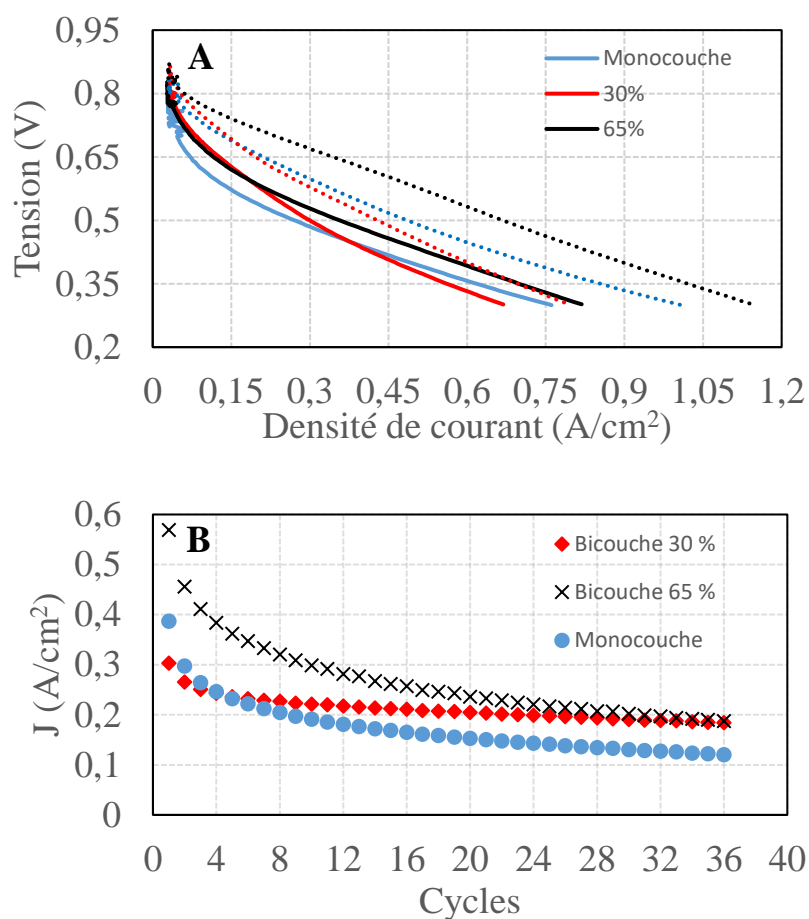 A
Monocouche
30%
65%
0,95
0,8
0,65
0,5
0,35
0,2
Tension (V)
0 0,15 0,3 0,45 0,6 0,75 0,9 1,05 1,2
Densité de courant (A/cm²)
B
Bicouche 30 %
Bicouche 65 %
Monocouche
0,6
0,5
0,4
0,3
0,2
0,1
0
J (A/cm²)
0 4 8 12 16 20 24 28 32 36 40
Cycles